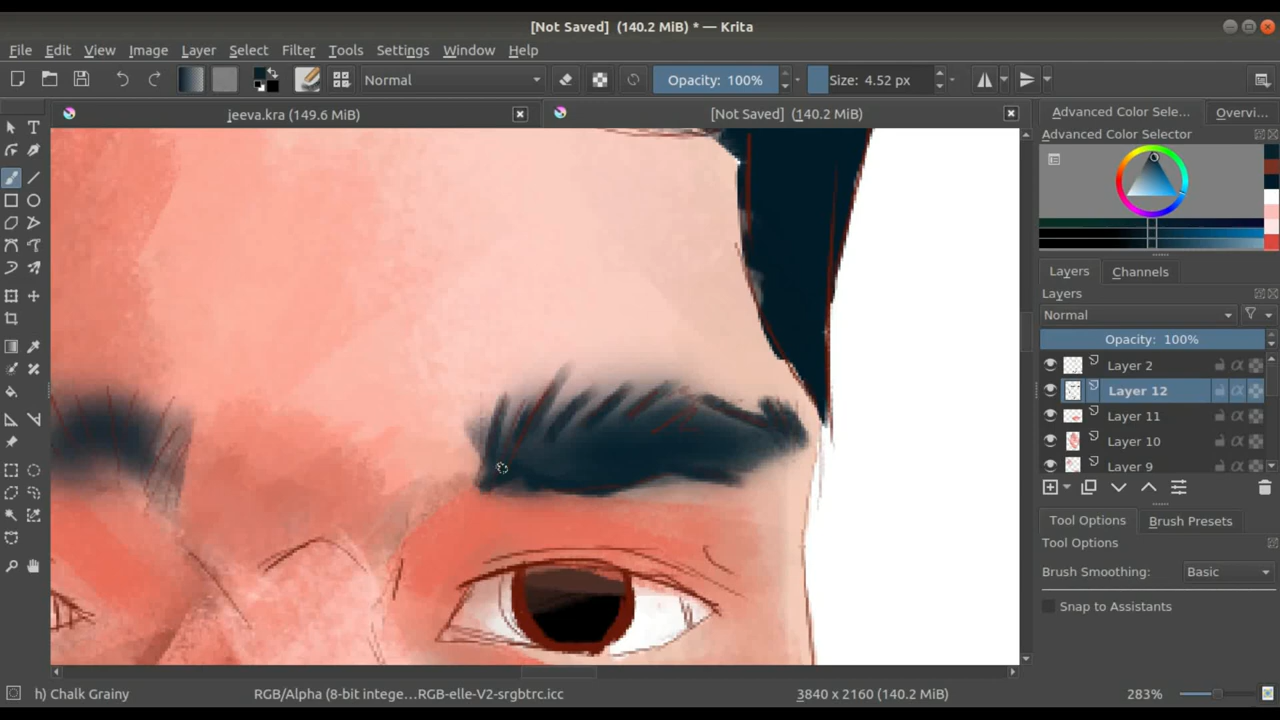 [Not Saved] (140.2 MiB) * — Krita
File Edit View Image Layer Select Filter Tools Settings Window Help
Normal Opacity: 100% Size: 4.52 px
jeeva.kra (149.6 MiB) [Not Saved] (140.2 MiB)
Advanced Color Sele... Overvi...
Advanced Color Selector
Layers Channels
Layers
Normal
Opacity: 100%
Layer 2
Layer 12
Layer 11
Layer 10
Layer 9
Tool Options Brush Presets
Tool Options
Brush Smoothing: Basic
Snap to Assistants
h) Chalk Grainy RGB/Alpha (8-bit intege...RGB-elle-V2-srgbtrc.icc 3840 x 2160 (140.2 MiB) 283%